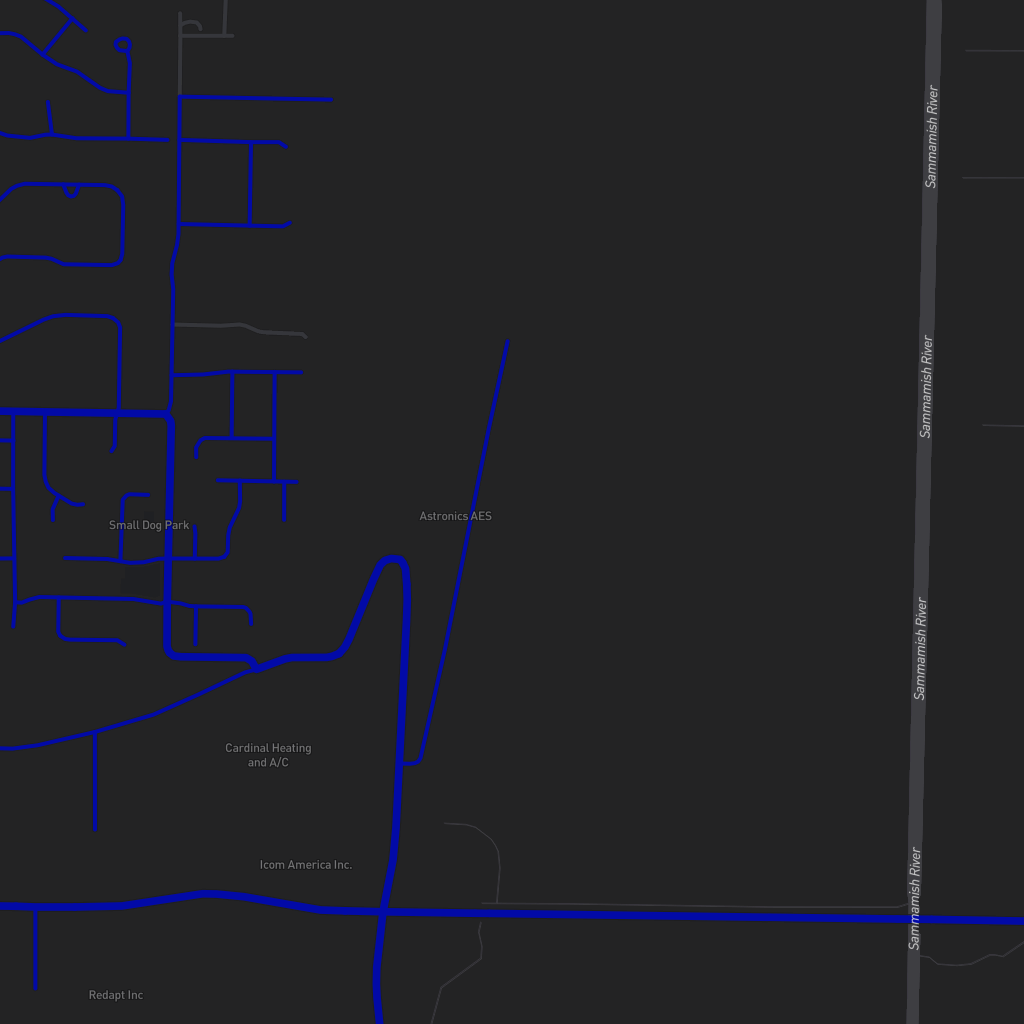 Sammamish River
Sammamish River
Astronics AES
Small Dog Park
Sammamish River
Cardinal Heating
and A/C
Icom America Inc.
Sammamish River
Redapt Inc